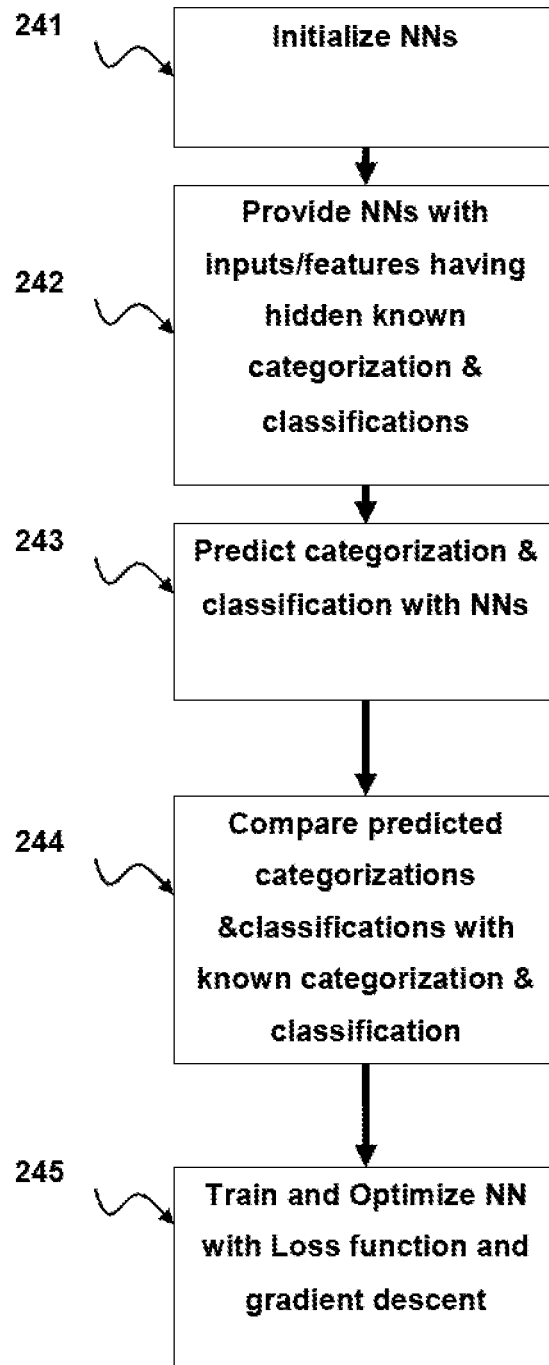 241
Initialize NNs
242
Provide NNs with
inputs/features having
hidden known
categorization &
classifications
243
Predict categorization &
classification with NNs
244
Compare predicted
categorizations
&classifications with
known categorization &
classification
245
Train and Optimize NN
with Loss function and
gradient descent